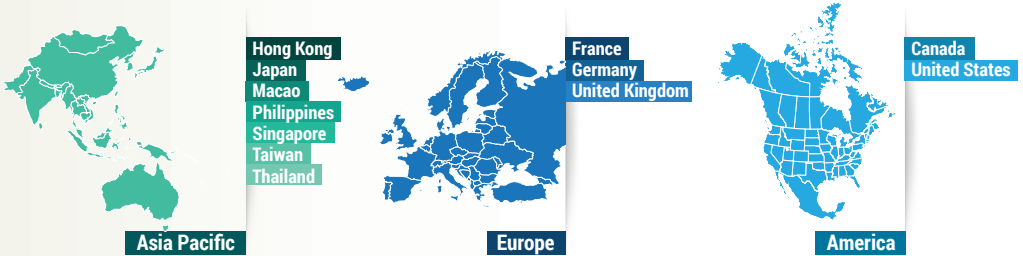 Hong Kong
Japan
Macao
Philippines
Singapore
Taiwan
Thailand
Asia Pacific
France
Germany
United Kingdom
Europe
Canada
United States
America